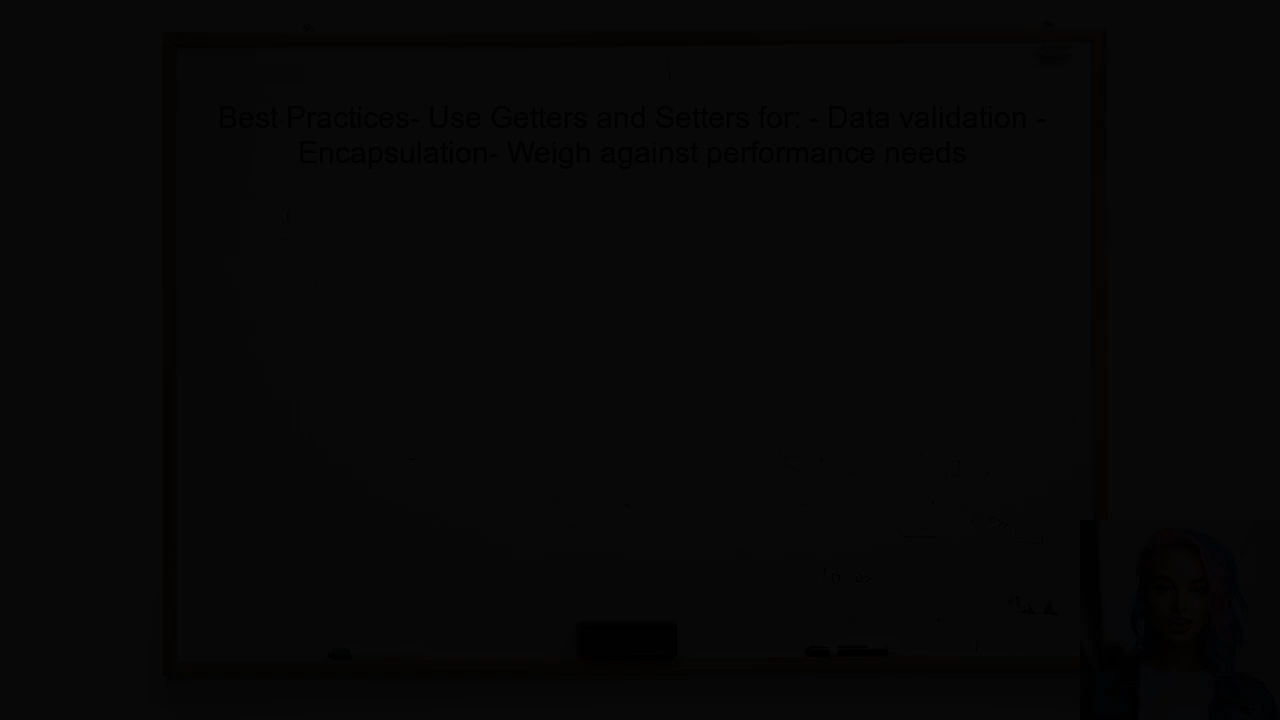 Best Practices- Use Getters and Setters for: - Data validation -
Encapsulation- Weigh against performance needs